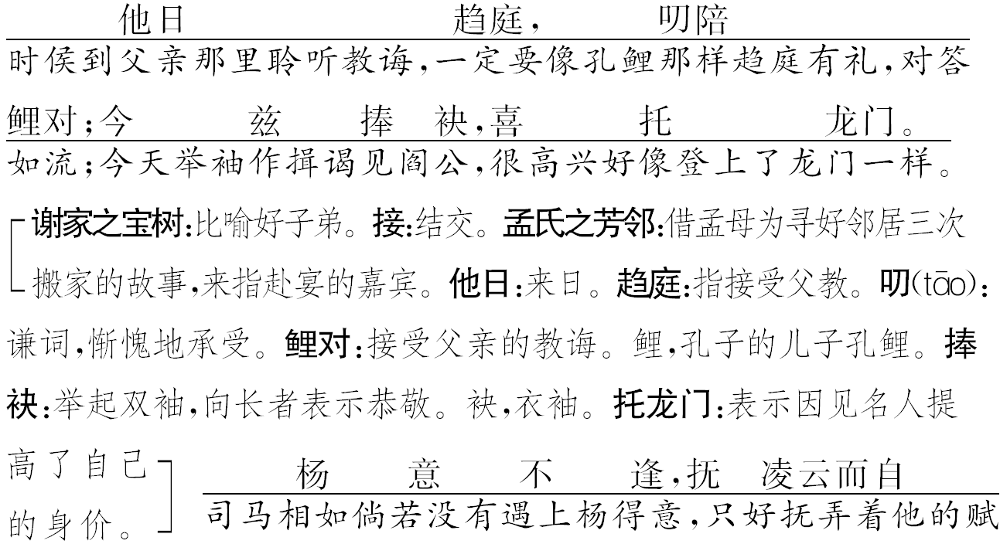 他日 趋庭, 叨陪
时侯到父亲那里聆听教诲,一定要像孔鲤那样趋庭有礼,对答
鲤对;今 兹 捧 袂,喜 托 龙门。
如流;今天举袖作揖谒见阎公,很高兴好像登上了龙门一样。
谢家之宝树:比喻好子弟。接:结交。孟氏之芳邻:借孟母为寻好邻居三次
搬家的故事,来指赴宴的嘉宾。他日:来日。趋庭:指接受父教。叨(tāo):
谦词,惭愧地承受。鲤对:接受父亲的教诲。鲤,孔子的儿子孔鲤。捧
袂:举起双袖,向长者表示恭敬。袂,衣袖。托龙门:表示因见名人提
高了自己
的身价。
杨 意 不 逢,抚 凌云而自
司马相如倘若没有遇上杨得意,只好抚弄着他的赋